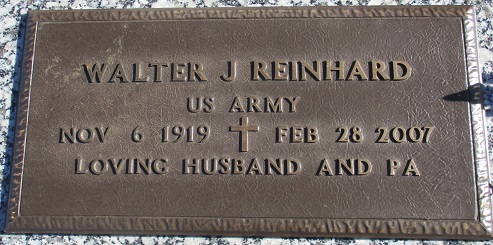 WALTER J REINHARD
US ARMY
NOV 6 1919 FEB 28 2007
LOVING HUSBAND AND PA